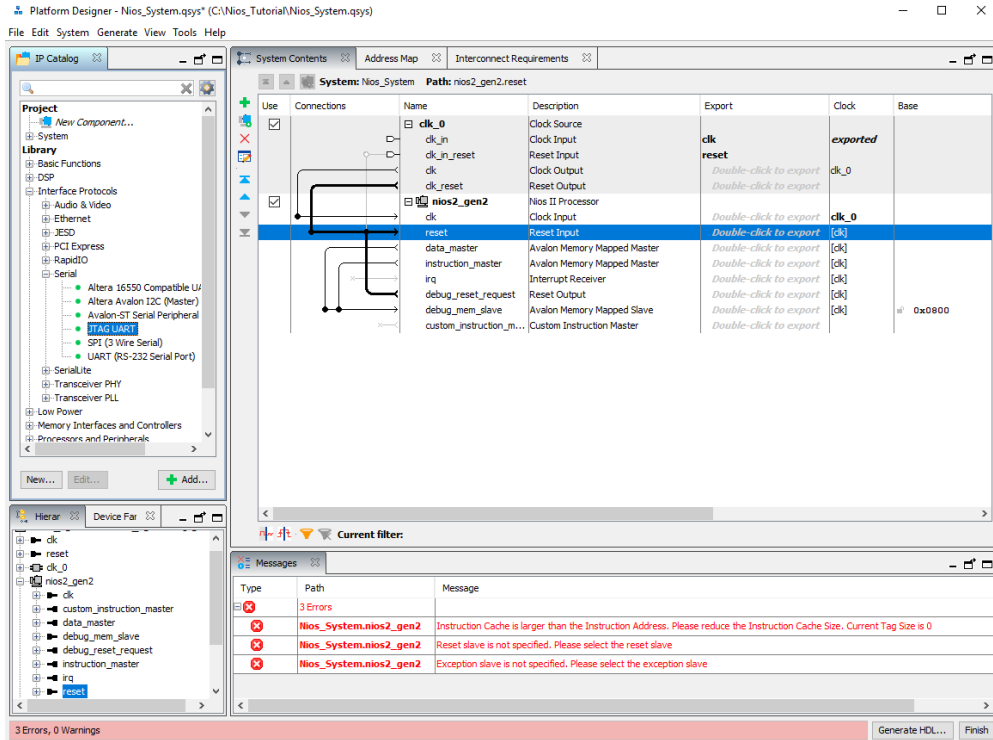 Platform Designer - Nios_System.qsys* (C:\Nios_Tutorial\Nios_System.qsys)
File Edit System Generate View Tools Help
IP Catalog
Project
New Component...
System
Library
Basic Functions
DSP
Interface Protocols
Audio & Video
Ethernet
JESD
PCI Express
RapidIO
Serial
Altera 16550 Compatible UA
Altera Avalon I2C (Master)
Avalon-ST Serial Peripheral
JTAG UART
SPI (3 Wire Serial)
UART (RS-232 Serial Port)
SerialLite
Transceiver PHY
Transceiver PLL
Low Power
Memory Interfaces and Controllers
Processors and Peripherals
New... Edit... Add...
Hierar Device Far
clk
reset
clk_0
nios2_gen2
clk
custom_instruction_master
data_master
debug_mem_slave
debug_reset_request
instruction_master
irq
reset
System Contents Address Map Interconnect Requirements
System: Nios_System Path: nios2_gen2.reset
Use Connections Name Description Export Clock Base
clk_0 Clock Source
clk_in Clock Input clk exported
clk_in_reset Reset Input reset
clk Clock Output Double-click to export clk_0
clk_reset Reset Output Double-click to export
nios2_gen2 Nios II Processor
clk Clock Input Double-click to export clk_0
reset Reset Input Double-click to export [clk]
data_master Avalon Memory Mapped Master Double-click to export [clk]
instruction_master Avalon Memory Mapped Master Double-click to export [clk]
irq Interrupt Receiver Double-click to export [clk]
debug_reset_request Reset Output Double-click to export [clk]
debug_mem_slave Avalon Memory Mapped Slave Double-click to export [clk] 0x0800
custom_instruction_m... Custom Instruction Master Double-click to export
Current filter:
Messages
Type Path Message
3 Errors
Nios_System.nios2_gen2 Instruction Cache is larger than the Instruction Address. Please reduce the Instruction Cache Size. Current Tag Size is 0
Nios_System.nios2_gen2 Reset slave is not specified. Please select the reset slave
Nios_System.nios2_gen2 Exception slave is not specified. Please select the exception slave
3 Errors, 0 Warnings
Generate HDL... Finish